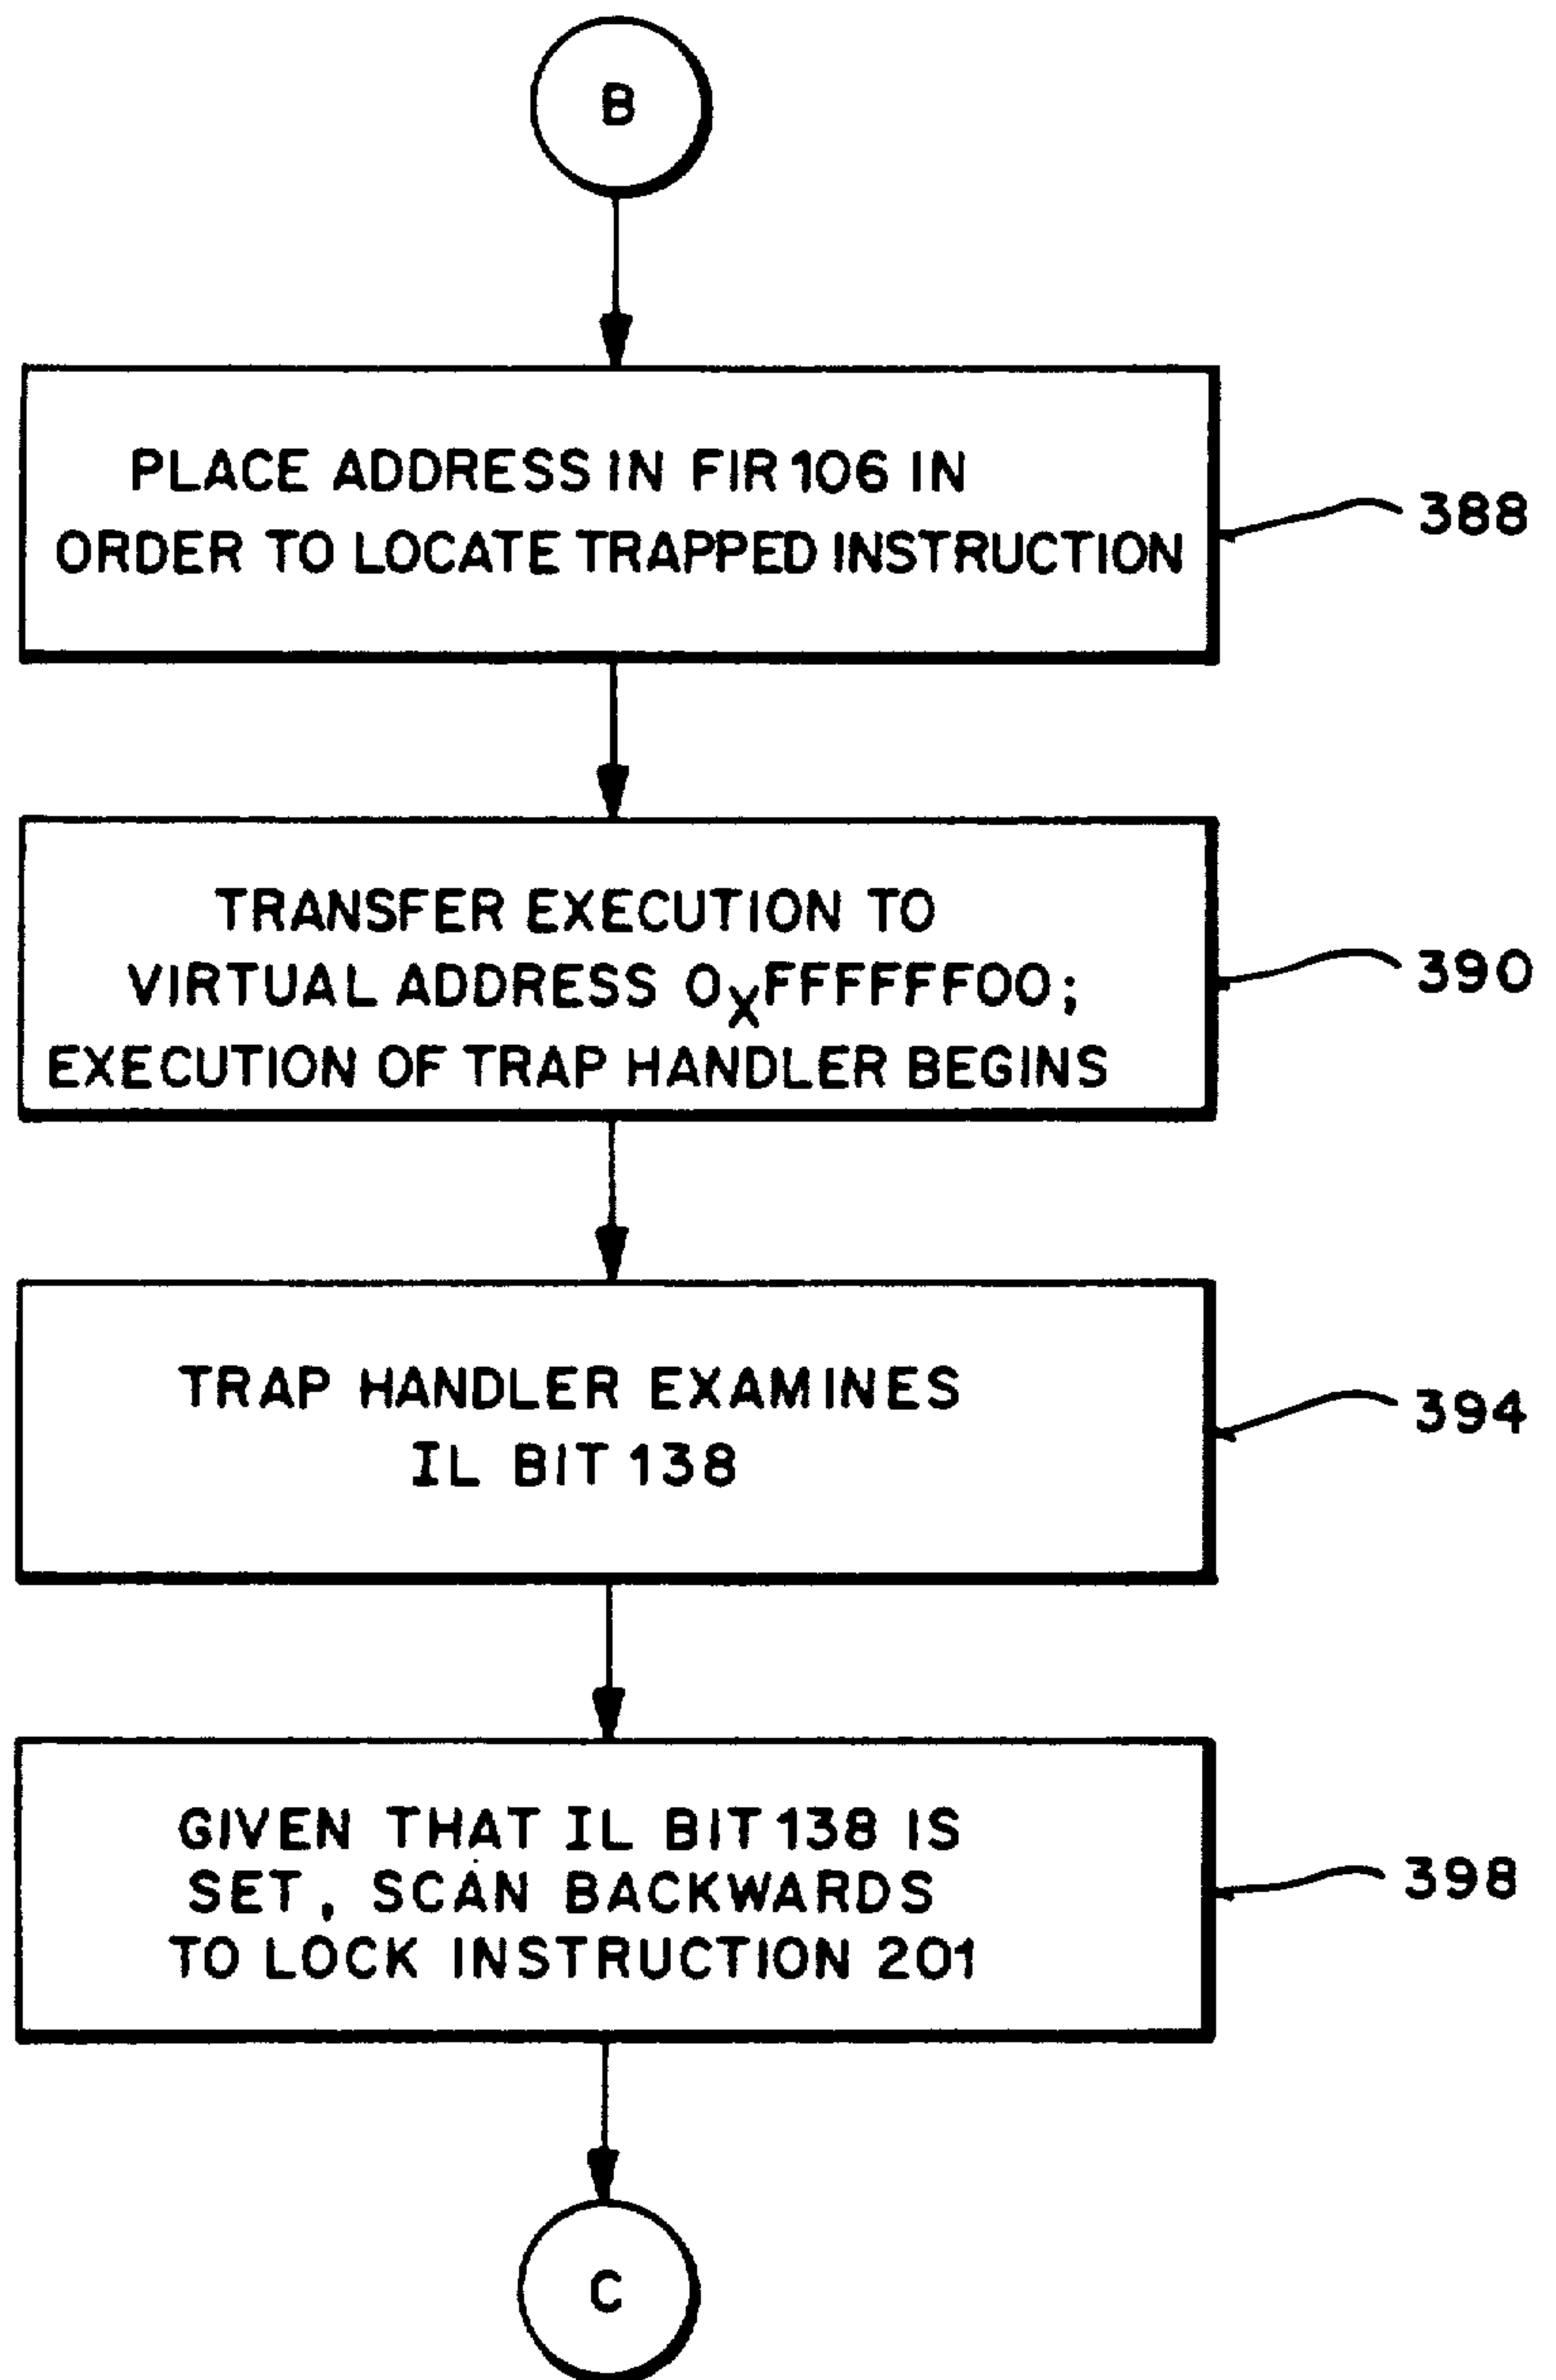 B
PLACE ADDRESS IN FIR 106 IN
ORDER TO LOCATE TRAPPED INSTRUCTION
388
TRANSFER EXECUTION TO
VIRTUAL ADDRESS 0XFFFFFF00;
EXECUTION OF TRAP HANDLER BEGINS
390
TRAP HANDLER EXAMINES
IL BIT 138
394
GIVEN THAT IL BIT 138 IS
SET, SCAN BACKWARDS
TO LOCK INSTRUCTION 201
398
C